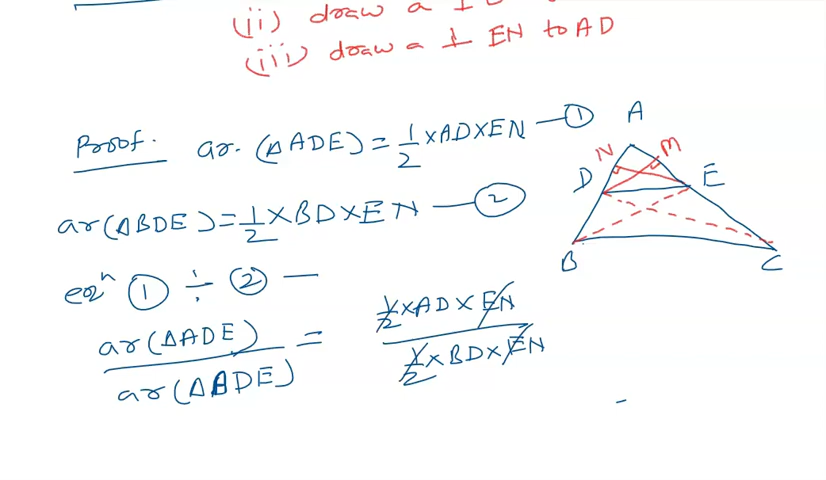 (ii) draw a ⊥
(iii) draw a ⊥ EN to AD
Proof. ar. (△ADE) = 1/2 × AD × EN — ①
ar(△BDE) = 1/2 × BD × EN — ②
eqⁿ ① ÷ ② —
ar(△ADE) / ar(△BDE) = 1/2 × AD × EN / 1/2 × BD × EN
A
N M
D E
B C